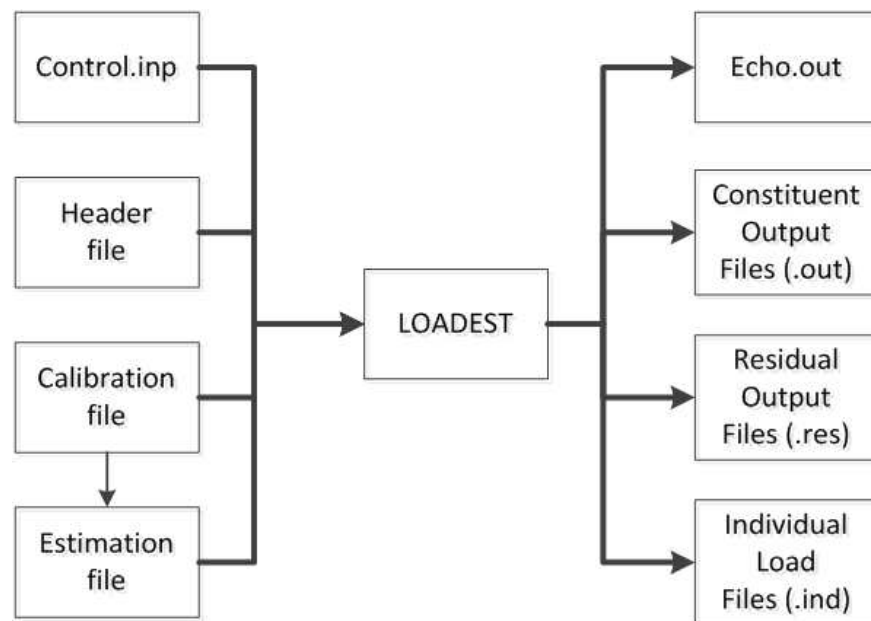 Control.inp
Header
file
Calibration
file
Estimation
file
LOADEST
Echo.out
Constituent
Output
Files (.out)
Residual
Output
Files (.res)
Individual
Load
Files (.ind)